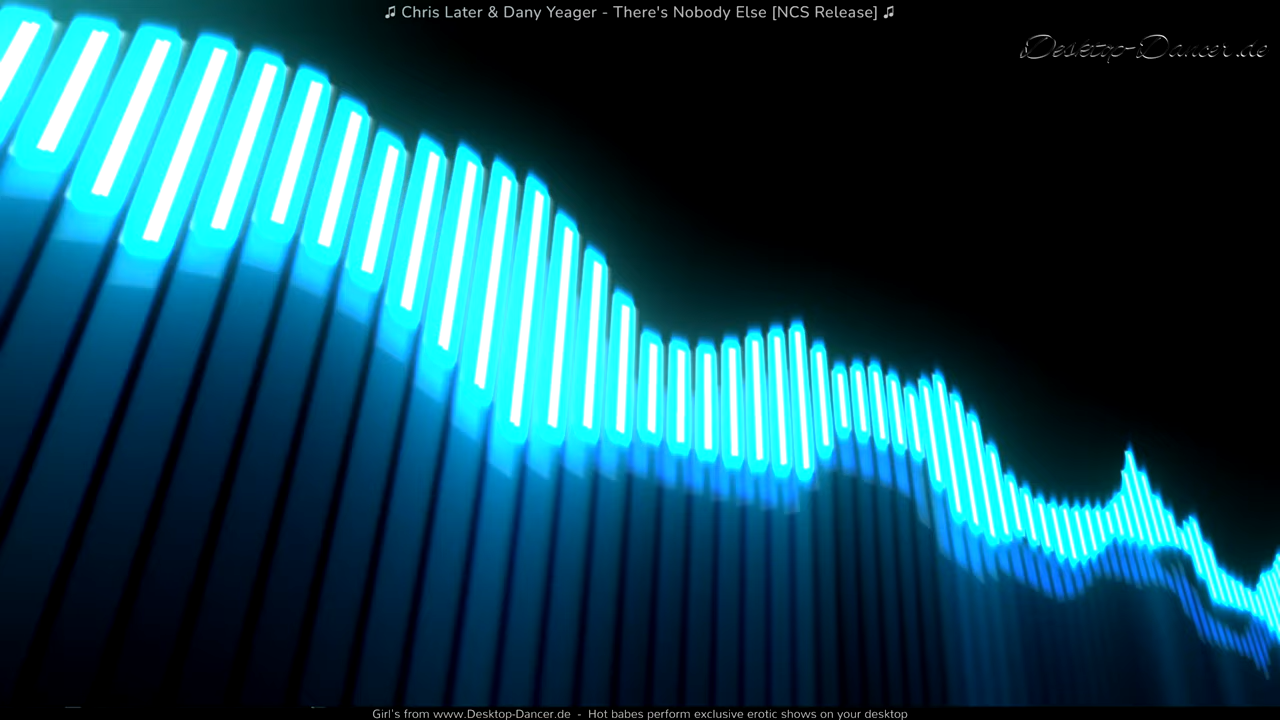 ♫ Chris Later & Dany Yeager - There's Nobody Else [NCS Release] ♫
Desktop-Dancer.de
Girl's from www.Desktop-Dancer.de - Hot babes perform exclusive erotic shows on your desktop